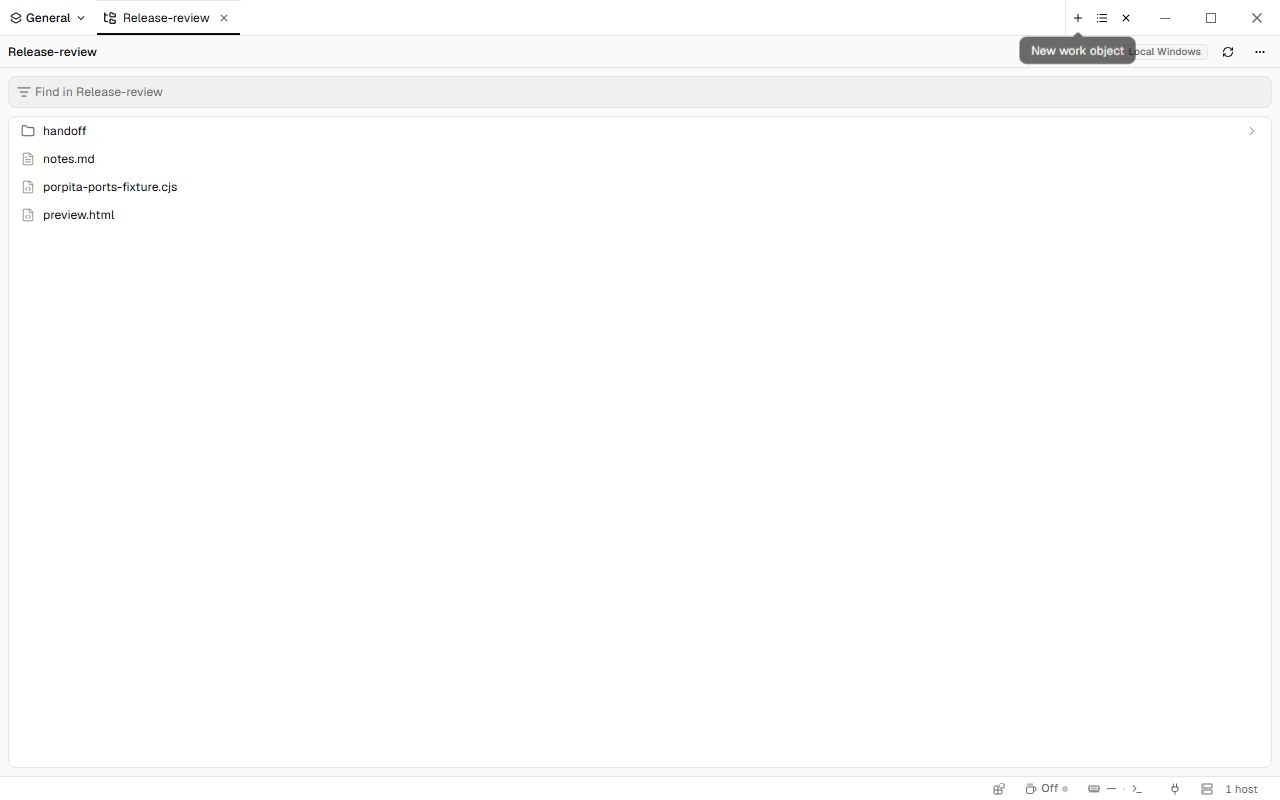 General
Release-review
Release-review
New work object
Local Windows
Find in Release-review
handoff
notes.md
porpita-ports-fixture.cjs
preview.html
Off
1 host